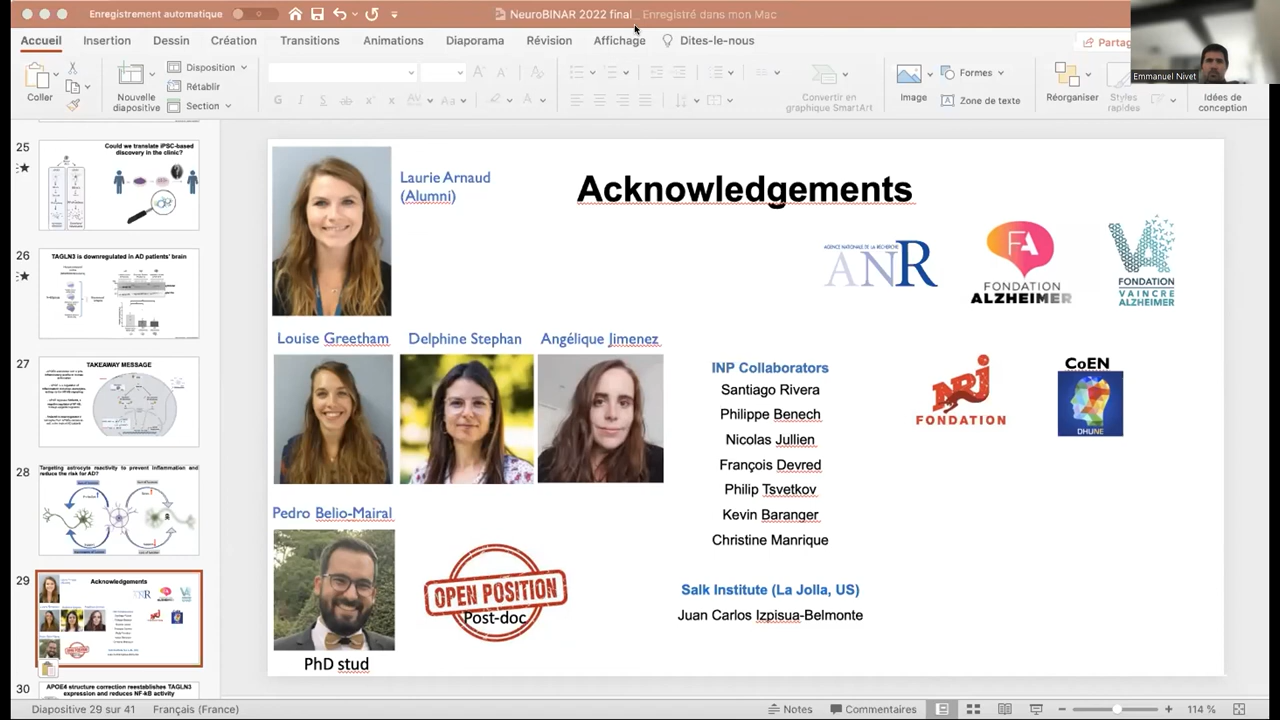 Enregistrement automatique
NeuroBINAR 2022 final — Enregistré dans mon Mac
Accueil Insertion Dessin Création Transitions Animations Diaporama Révision Affichage Dites-le-nous
Partag
Emmanuel Nivet
Coller
Nouvelle
diapositive
Disposition
Rétablir
Section
Convertir en
graphique SmartArt
Image
Formes
Zone de texte
Réorganiser
Styles
rapides
Idées de
conception
25
Could we translate iPSC-based
discovery in the clinic?
26
TAGLN3 is downregulated in AD patients' brain
27
TAKEAWAY MESSAGE
28
Targeting astrocyte reactivity to prevent inflammation and
reduce the risk for AD?
29
Acknowledgements
30
APOE4 structure correction reestablishes TAGLN3
expression and reduces NF-kB activity
Laurie Arnaud
(Alumni)
Acknowledgements
AGENCE NATIONALE DE LA RECHERCHE
ANR
FA
FONDATION
ALZHEIMER
VA
FONDATION
VAINCRE
ALZHEIMER
Louise Greetham
Delphine Stephan
Angélique Jimenez
INP Collaborators
Santiago Rivera
Philippe Benech
Nicolas Jullien
François Devred
Philip Tsvetkov
Kevin Baranger
Christine Manrique
NRJ
FONDATION
CoEN
DHUNE
Pedro Belio-Mairal
OPEN POSITION
Post-doc
PhD stud
Salk Institute (La Jolla, US)
Juan Carlos Izpisua-Belmonte
Diapositive 29 sur 41
Français (France)
Notes
Commentaires
114 %